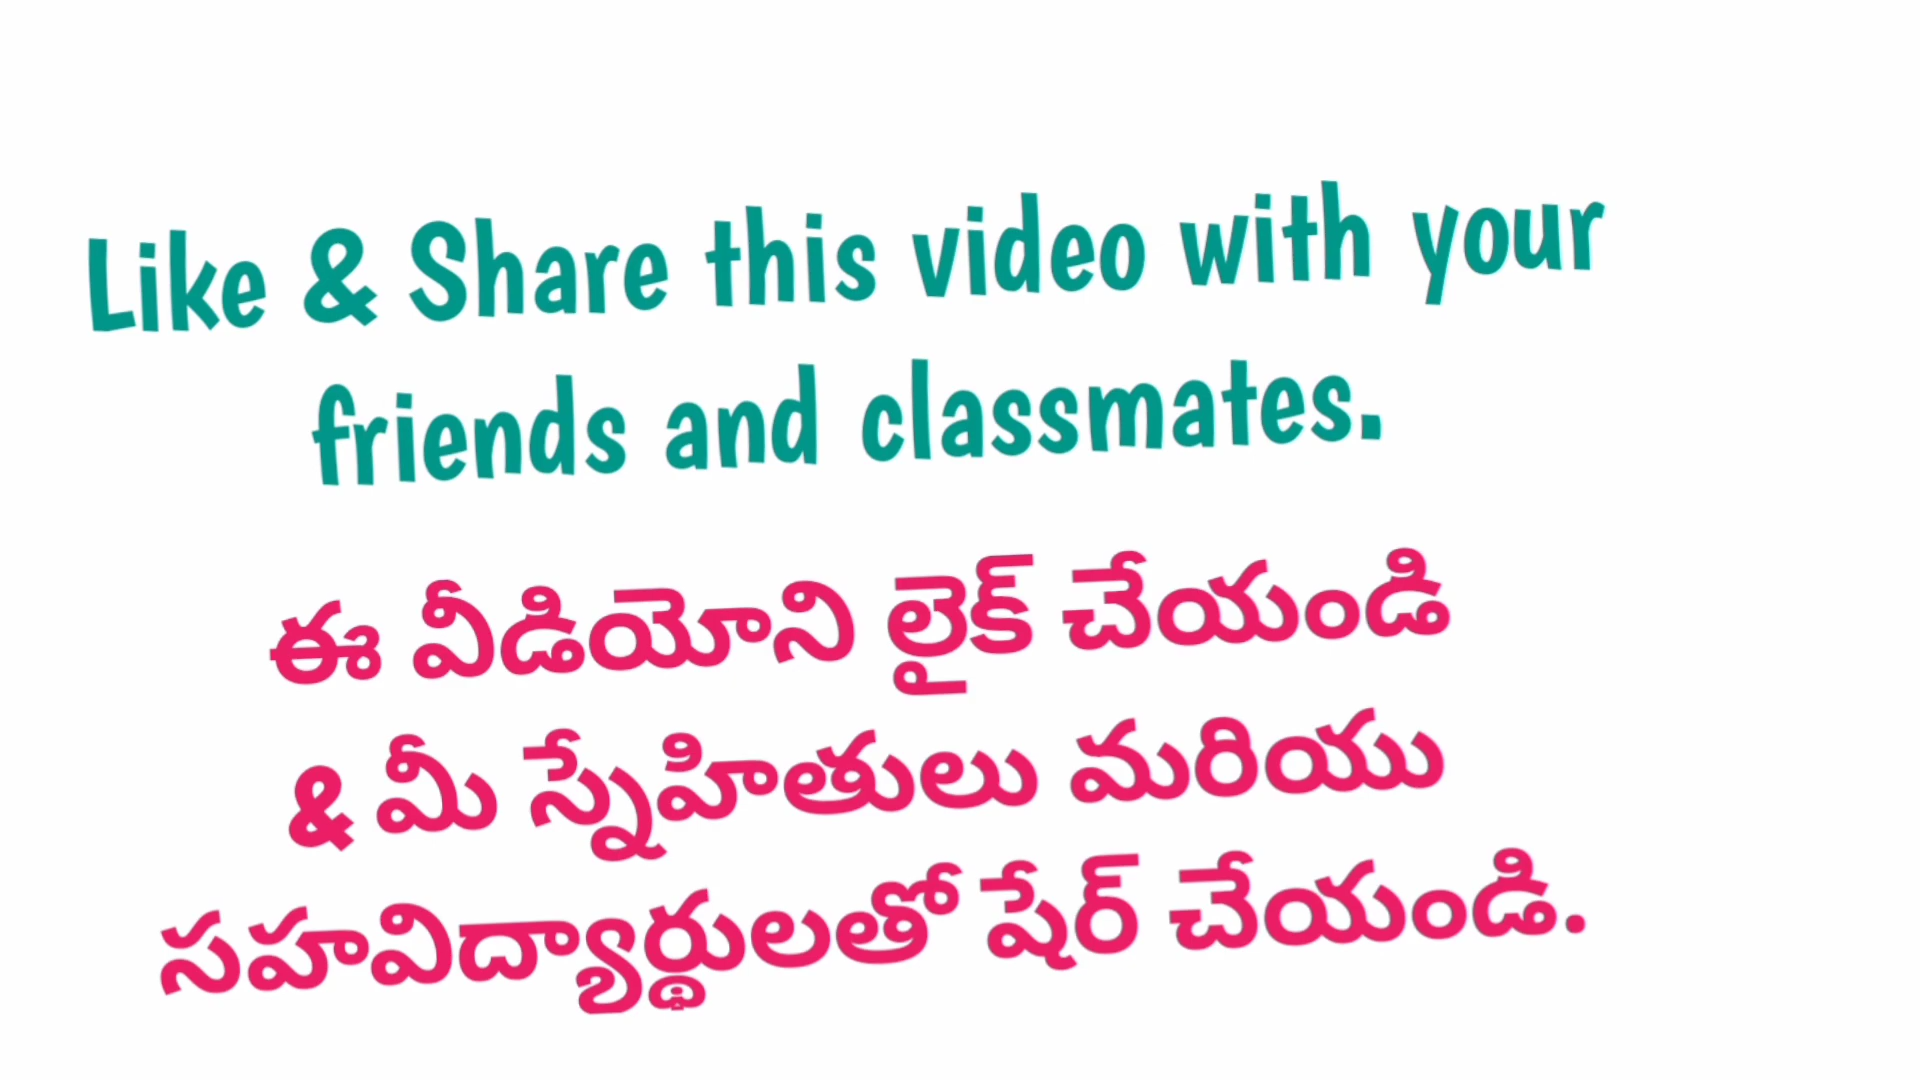 Like & Share this video with your
friends and classmates.
ఈ వీడియోని లైక్ చేయండి
& మీ స్నేహితులు మరియు
సహవిద్యార్థులతో షేర్ చేయండి.